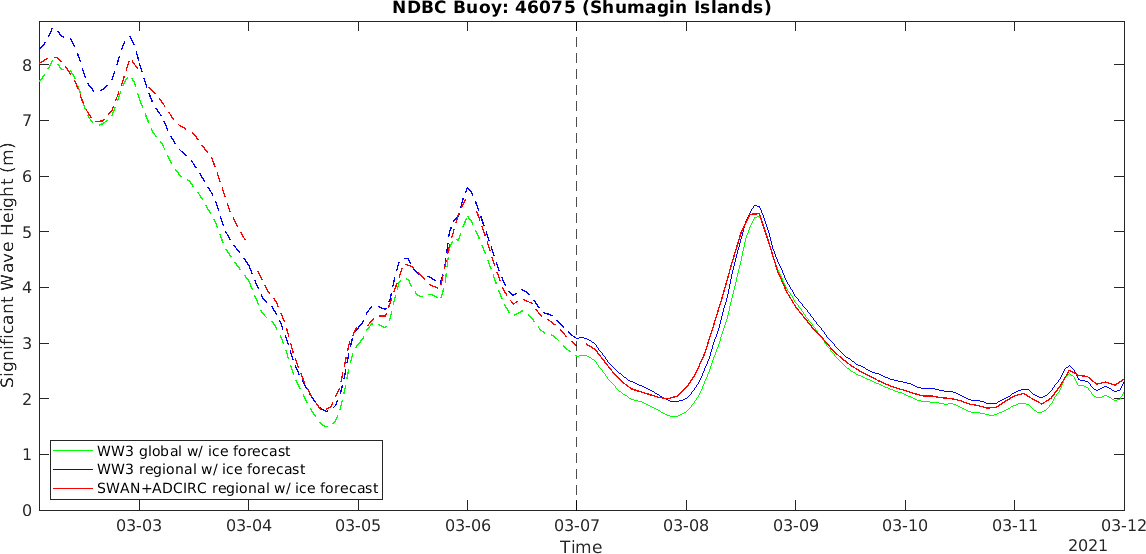 NDBC Buoy: 46075 (Shumagin Islands)
Significant Wave Height (m)
8
7
6
5
4
3
2
1
0
WW3 global w/ ice forecast
WW3 regional w/ ice forecast
SWAN+ADCIRC regional w/ ice forecast
03-03 03-04 03-05 03-06 03-07 03-08 03-09 03-10 03-11 03-12
Time
2021